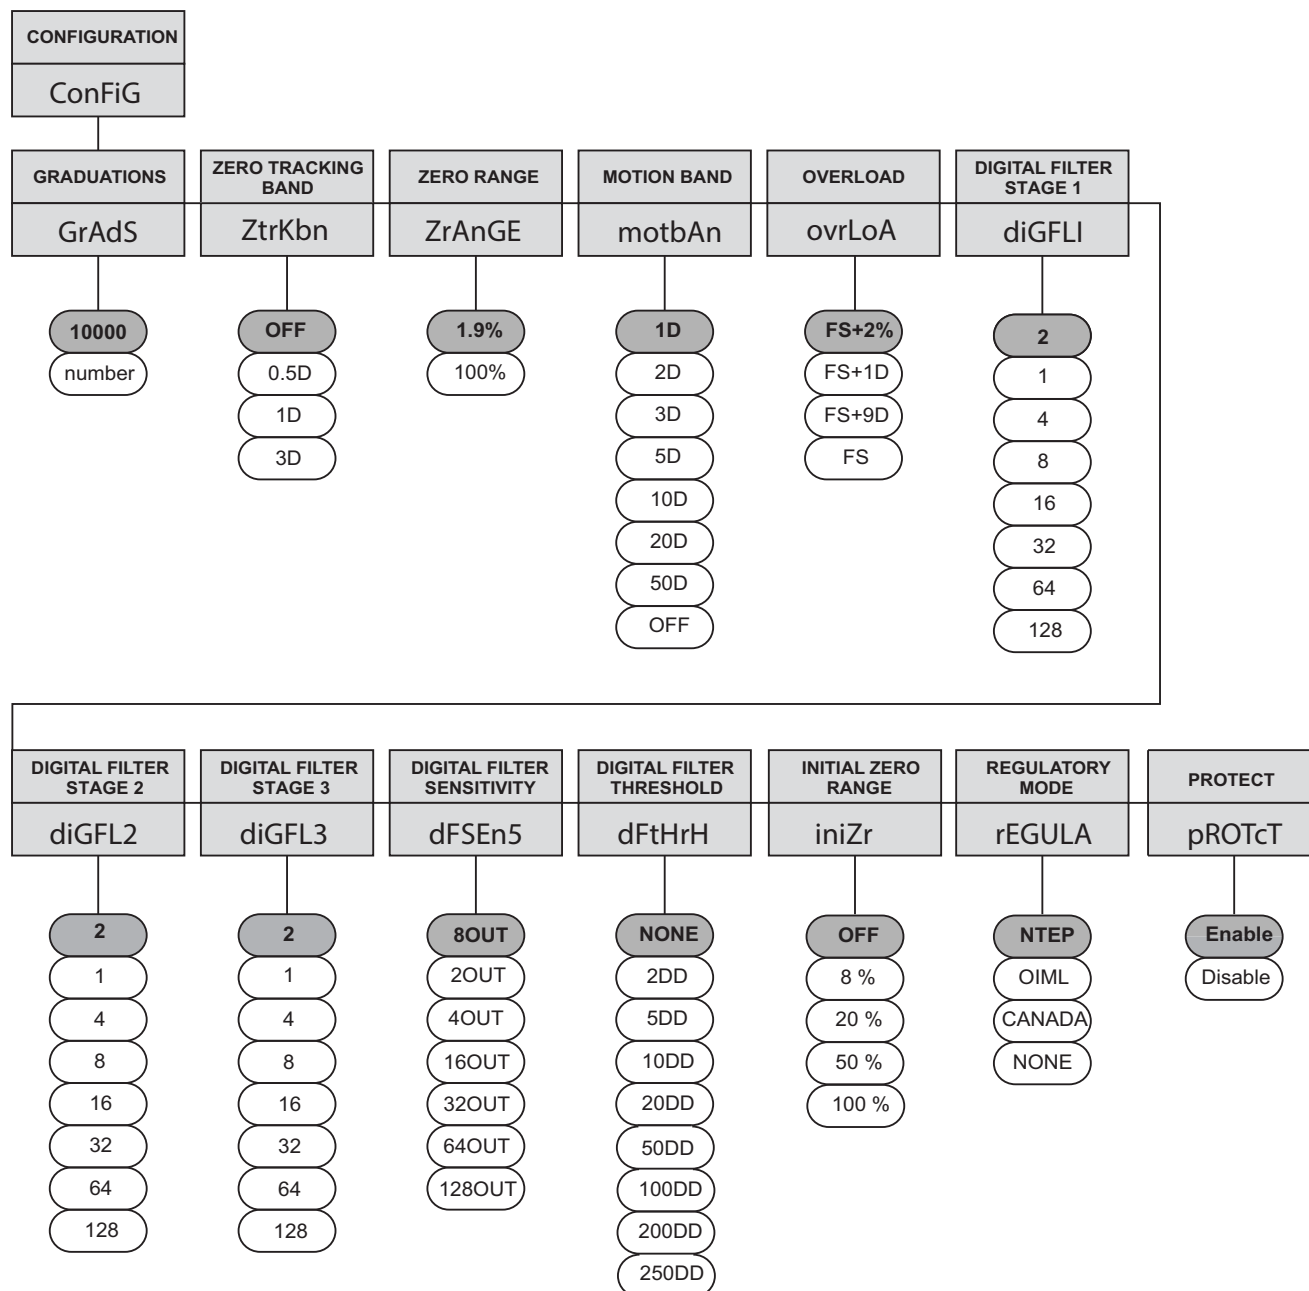 CONFIGURATION
ConFiG
GRADUATIONS
GrAdS
10000
number
ZERO TRACKING
BAND
ZtrKbn
OFF
0.5D
1D
3D
ZERO RANGE
ZrAnGE
1.9%
100%
MOTION BAND
motbAn
1D
2D
3D
5D
10D
20D
50D
OFF
OVERLOAD
ovrLoA
FS+2%
FS+1D
FS+9D
FS
DIGITAL FILTER
STAGE 1
diGFLI
2
1
4
8
16
32
64
128
DIGITAL FILTER
STAGE 2
diGFL2
2
1
4
8
16
32
64
128
DIGITAL FILTER
STAGE 3
diGFL3
2
1
4
8
16
32
64
128
DIGITAL FILTER
SENSITIVITY
dFSEn5
8OUT
2OUT
4OUT
16OUT
32OUT
64OUT
128OUT
DIGITAL FILTER
THRESHOLD
dFtHrH
NONE
2DD
5DD
10DD
20DD
50DD
100DD
200DD
250DD
INITIAL ZERO
RANGE
iniZr
OFF
8 %
20 %
50 %
100 %
REGULATORY
MODE
rEGULA
NTEP
OIML
CANADA
NONE
PROTECT
pROTcT
Enable
Disable